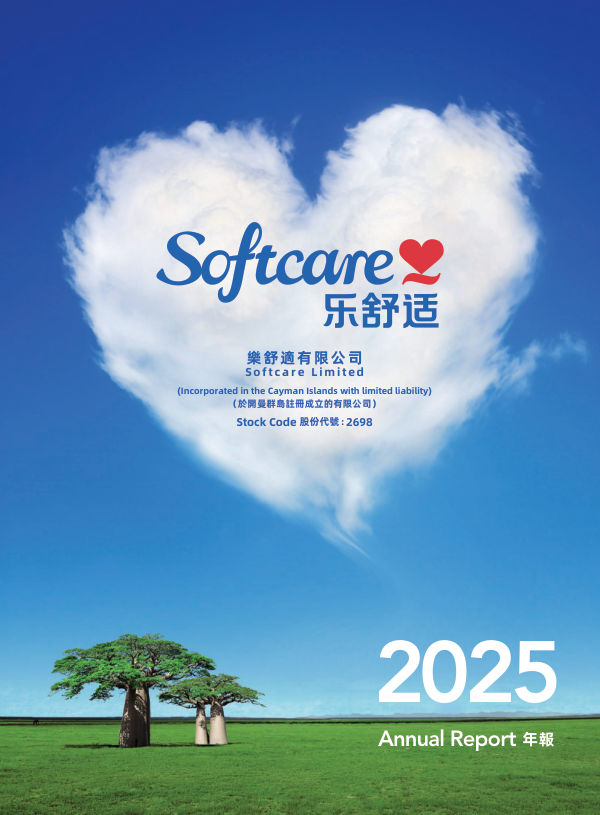 Softcare
乐舒适
樂舒適有限公司
Softcare Limited
(Incorporated in the Cayman Islands with limited liability)
(於開曼群島註冊成立的有限公司)
Stock Code 股份代號：2698
2025
Annual Report 年報